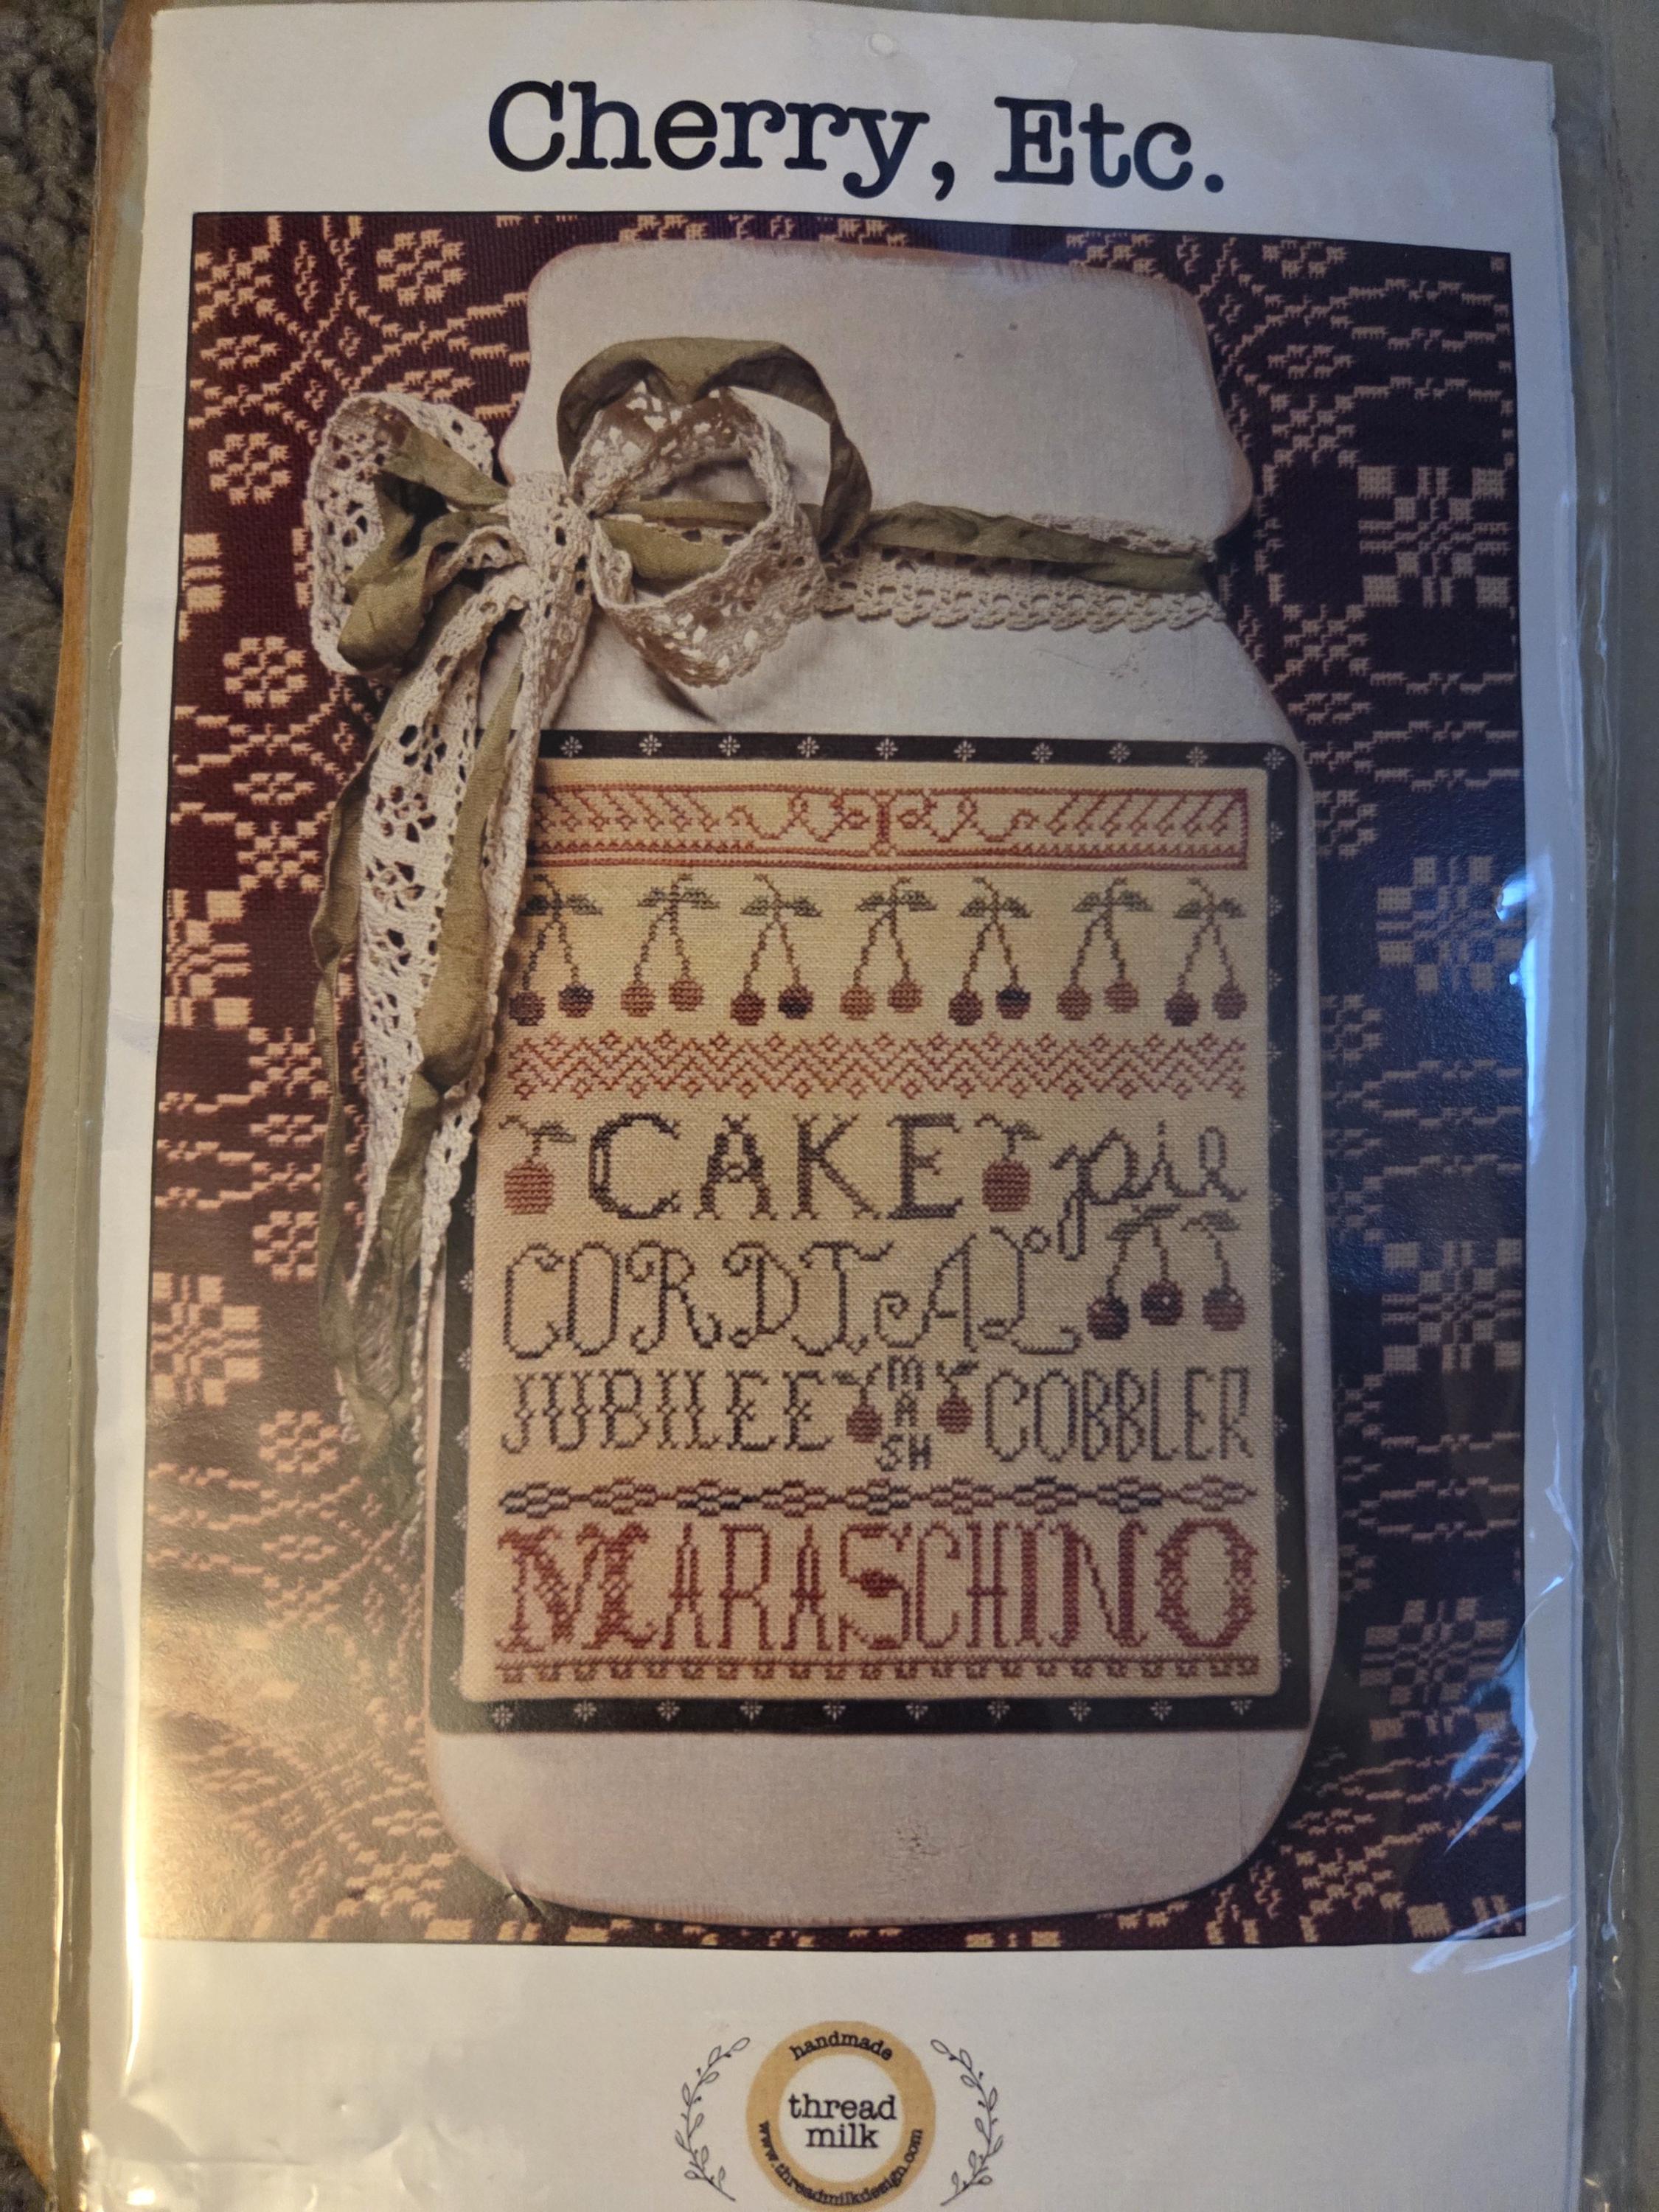 Cherry, Etc.
CAKE pie
CORDIAL
JUBILEE MASH COBBLER
MARASCHINO
handmade
thread
milk
www.threadmilkdesign.com